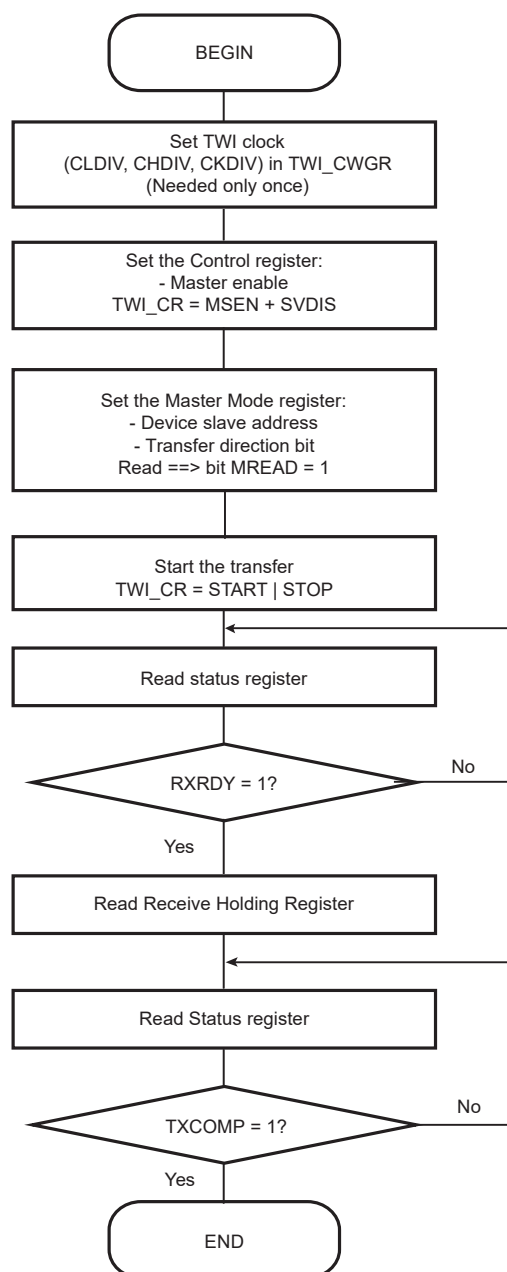 BEGIN
Set TWI clock
(CLDIV, CHDIV, CKDIV) in TWI_CWGR
(Needed only once)
Set the Control register:
- Master enable
TWI_CR = MSEN + SVDIS
Set the Master Mode register:
- Device slave address
- Transfer direction bit
Read ==> bit MREAD = 1
Start the transfer
TWI_CR = START | STOP
Read status register
RXRDY = 1?
No
Yes
Read Receive Holding Register
Read Status register
TXCOMP = 1?
No
Yes
END